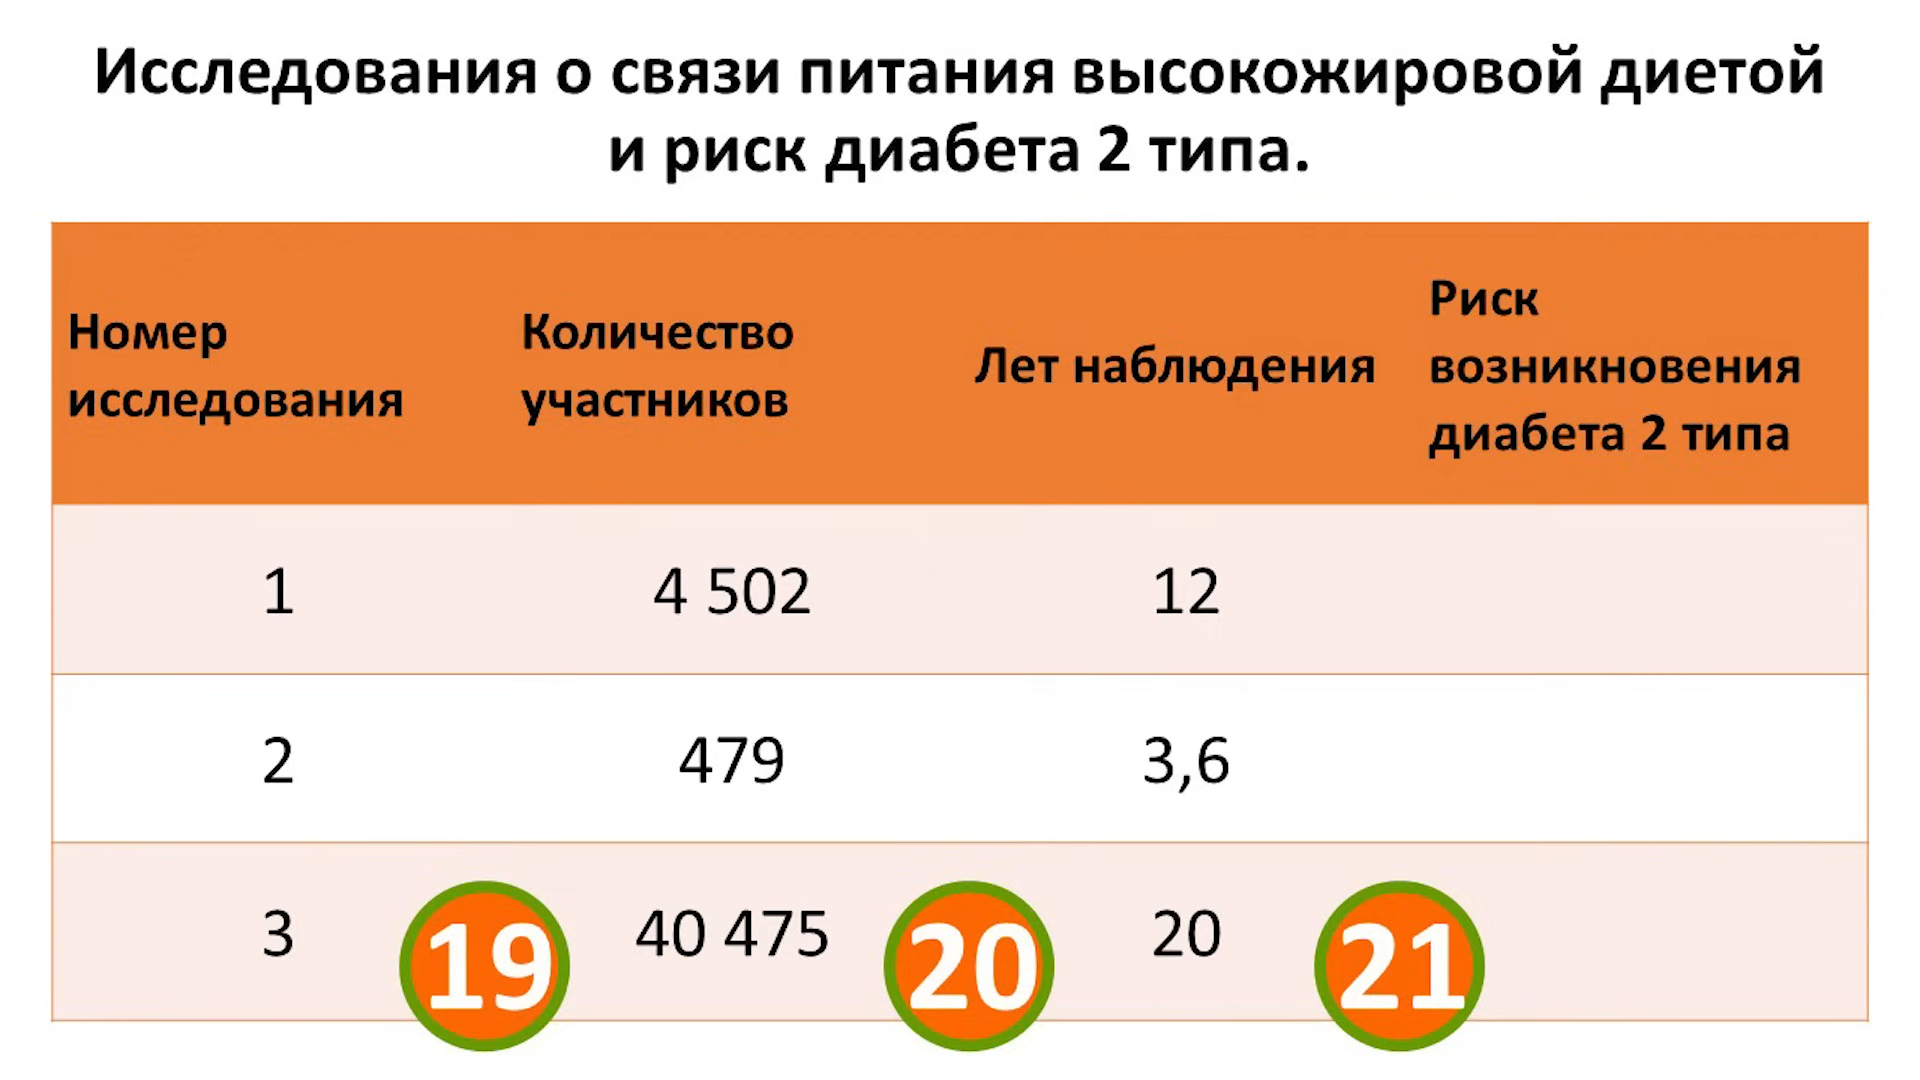 Исследования о связи питания высокожировой диетой
и риск диабета 2 типа.
Номер
исследования
Количество
участников
Лет наблюдения
Риск
возникновения
диабета 2 типа
1 4 502 12
2 479 3,6
3 40 475 20
19 20 21